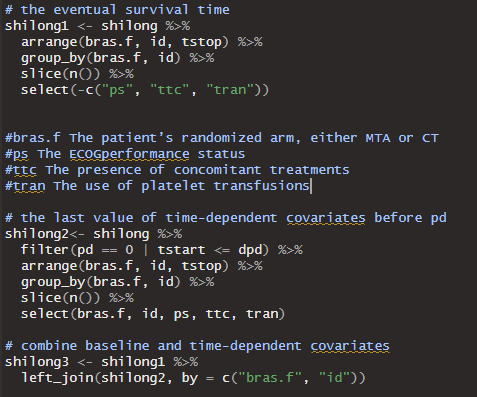 # the eventual survival time
shilong1 <- shilong %>%
  arrange(bras.f, id, tstop) %>%
  group_by(bras.f, id) %>%
  slice(n()) %>%
  select(-c("ps", "ttc", "tran"))
#bras.f The patient’s randomized arm, either MTA or CT
#ps The ECOGperformance status
#ttc The presence of concomitant treatments
#tran The use of platelet transfusions
# the last value of time-dependent covariates before pd
shilong2<- shilong %>%
  filter(pd == 0 | tstart <= dpd) %>%
  arrange(bras.f, id, tstop) %>%
  group_by(bras.f, id) %>%
  slice(n()) %>%
  select(bras.f, id, ps, ttc, tran)
# combine baseline and time-dependent covariates
shilong3 <- shilong1 %>%
  left_join(shilong2, by = c("bras.f", "id"))